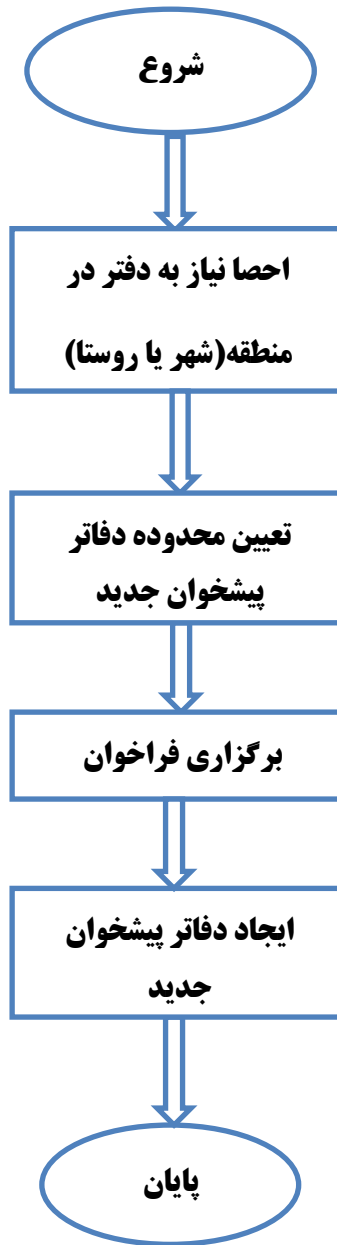 شروع
احصا نیاز به دفتر در
منطقه(شهر یا روستا)
تعیین محدوده دفاتر
پیشخوان جدید
برگزاری فراخوان
ایجاد دفاتر پیشخوان
جدید
پایان